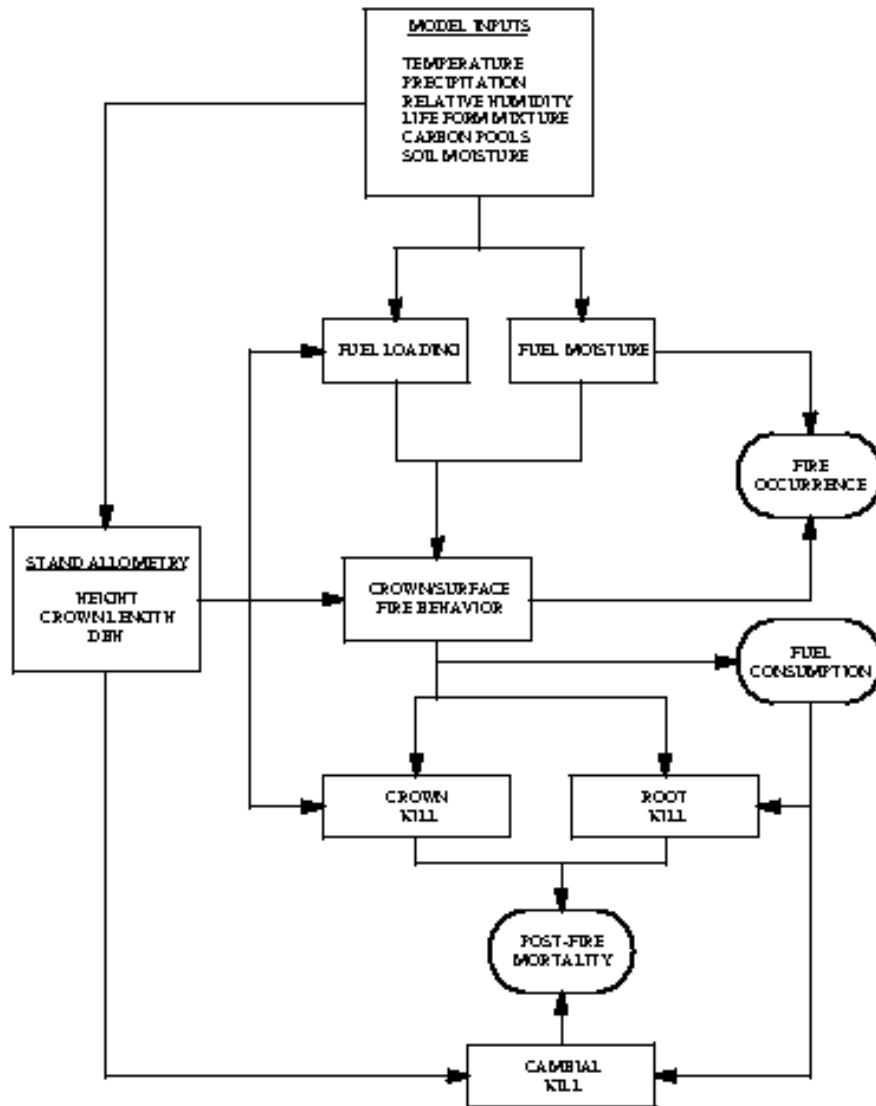 MODEL INPUTS
TEMPERATURE
PRECIPITATION
RELATIVE HUMIDITY
LIFE FORM MIXTURE
CARBON POOLS
SOIL MOISTURE
FUEL LOADING
FUEL MOISTURE
FIRE
OCCURRENCE
STAND ALLOMETRY
HEIGHT
CROWN LENGTH
DBH
CROWN/SURFACE
FIRE BEHAVIOR
FUEL
CONSUMPTION
CROWN
KILL
ROOT
KILL
POST-FIRE
MORTALITY
CAMBIAL
KILL